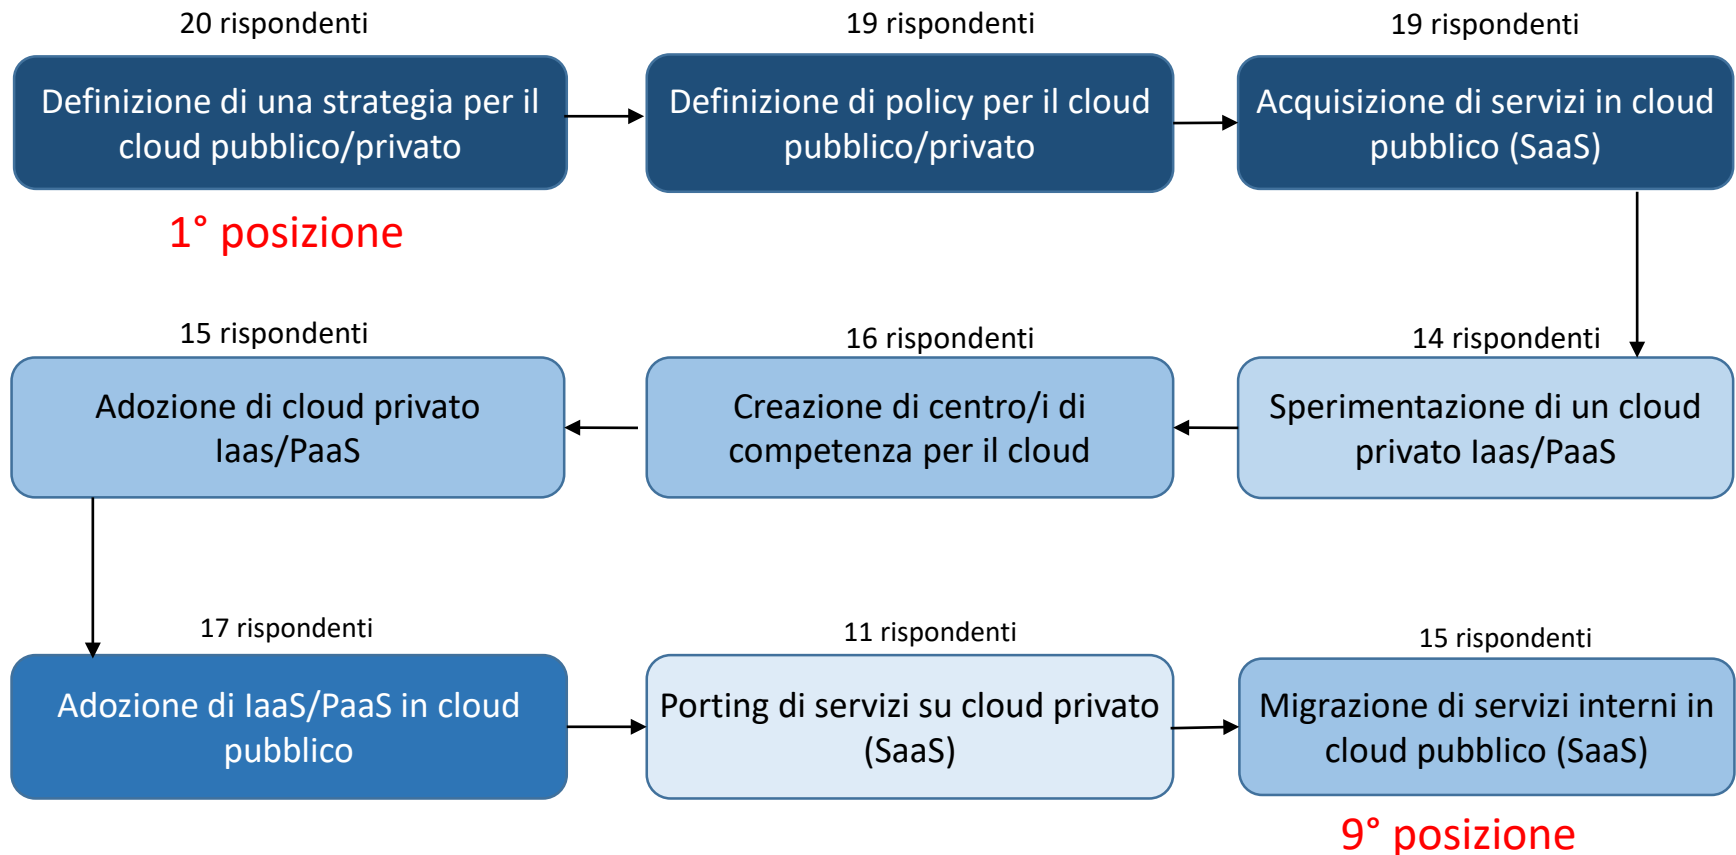 20 rispondenti
19 rispondenti
19 rispondenti
Definizione di una strategia per il
cloud pubblico/privato
Definizione di policy per il cloud
pubblico/privato
Acquisizione di servizi in cloud
pubblico (SaaS)
1° posizione
15 rispondenti
16 rispondenti
14 rispondenti
Adozione di cloud privato
Iaas/PaaS
Creazione di centro/i di
competenza per il cloud
Sperimentazione di un cloud
privato Iaas/PaaS
17 rispondenti
11 rispondenti
15 rispondenti
Adozione di IaaS/PaaS in cloud
pubblico
Porting di servizi su cloud privato
(SaaS)
Migrazione di servizi interni in
cloud pubblico (SaaS)
9° posizione